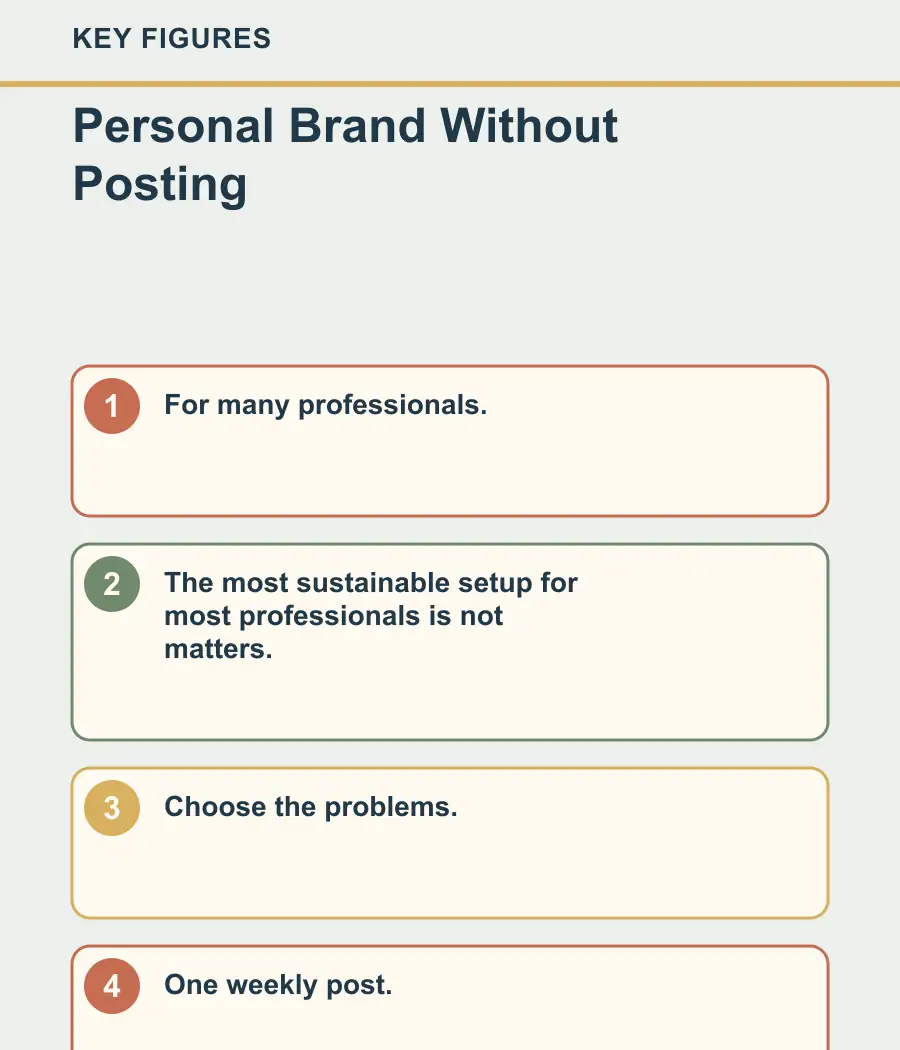 KEY FIGURES
Personal Brand Without
Posting
1
For many professionals.
2
The most sustainable setup for
most professionals is not
matters.
3
Choose the problems.
4
One weekly post.